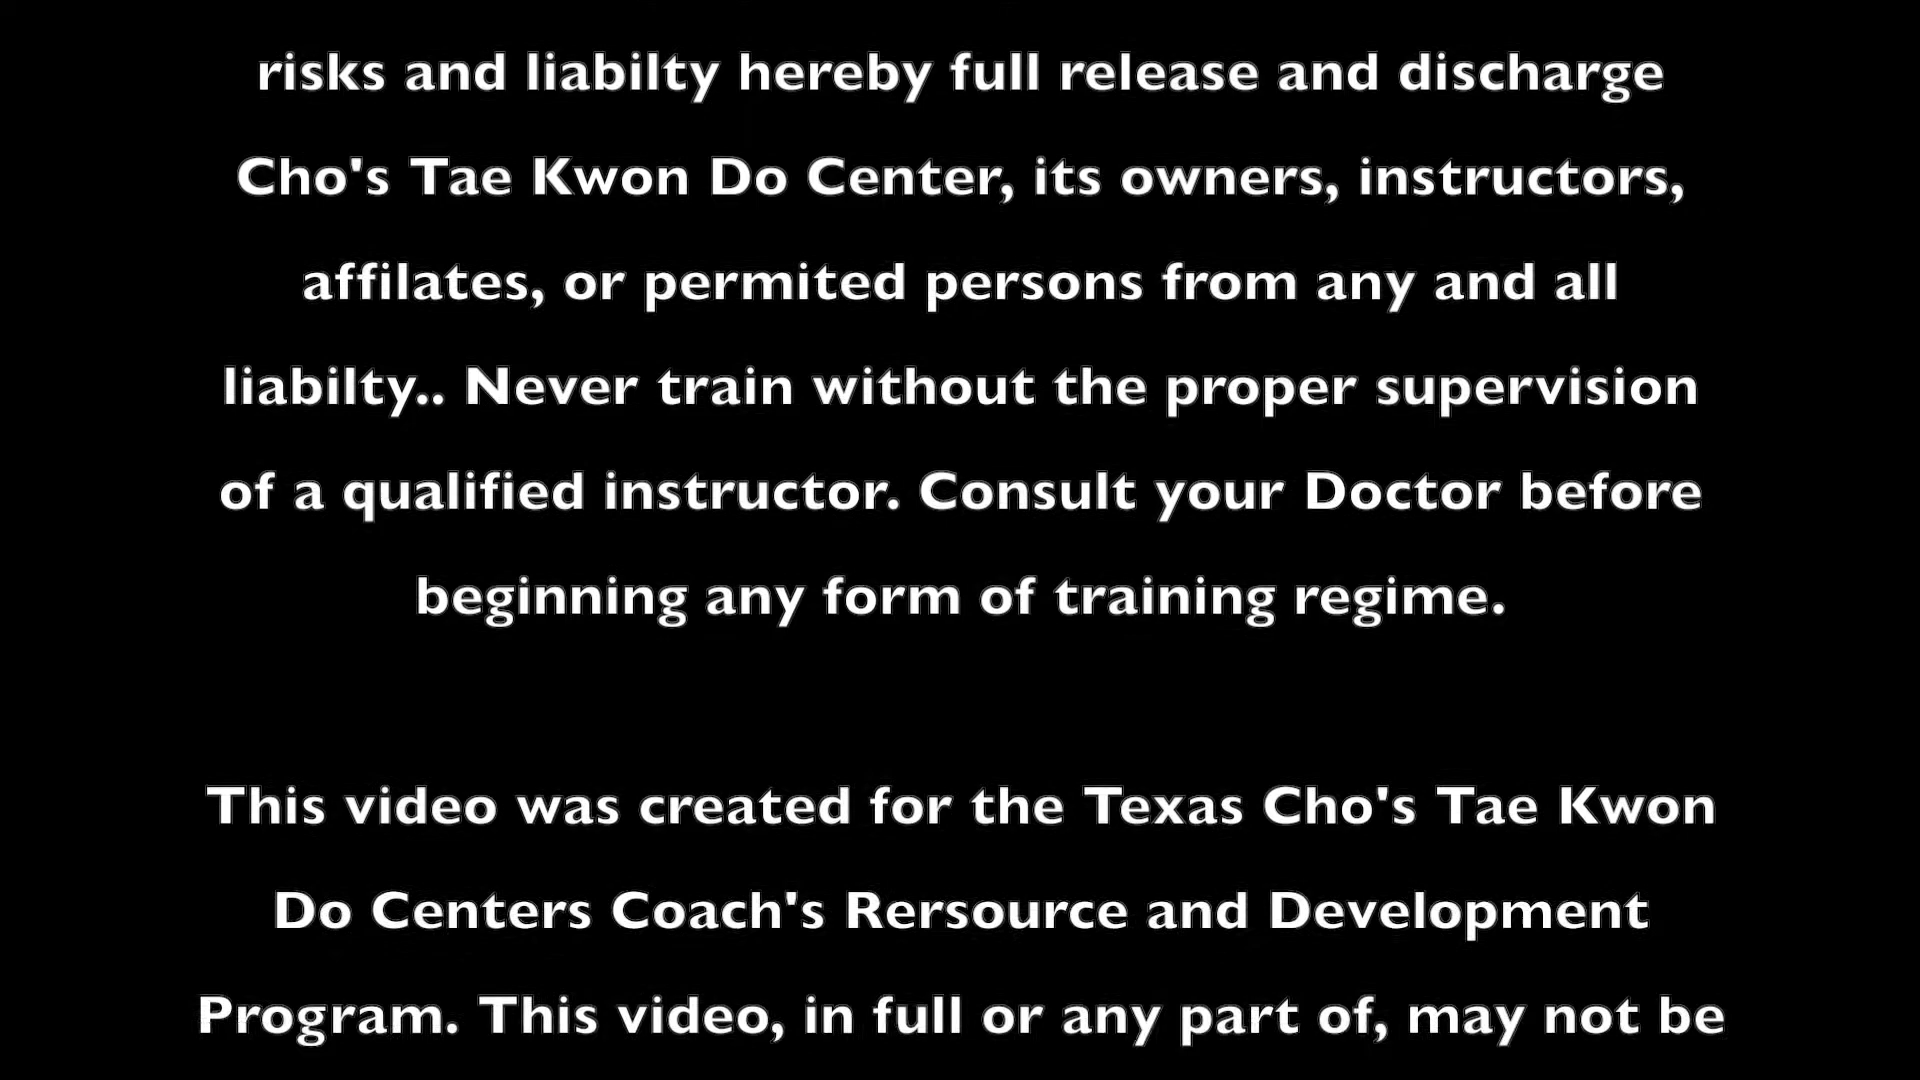 risks and liabilty hereby full release and discharge
Cho's Tae Kwon Do Center, its owners, instructors,
affilates, or permited persons from any and all
liabilty.. Never train without the proper supervision
of a qualified instructor. Consult your Doctor before
beginning any form of training regime.
This video was created for the Texas Cho's Tae Kwon
Do Centers Coach's Rersource and Development
Program. This video, in full or any part of, may not be